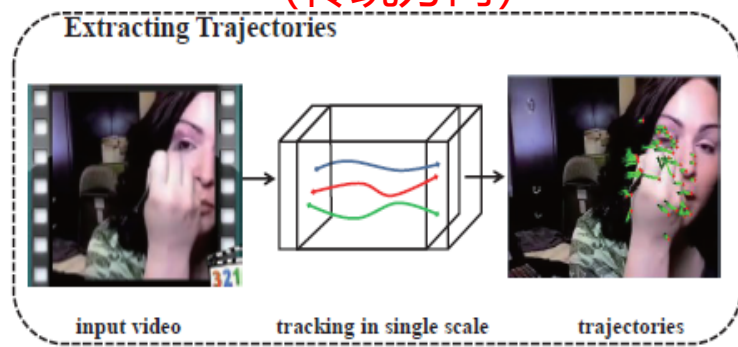 Extracting Trajectories
321
input video
tracking in single scale
trajectories